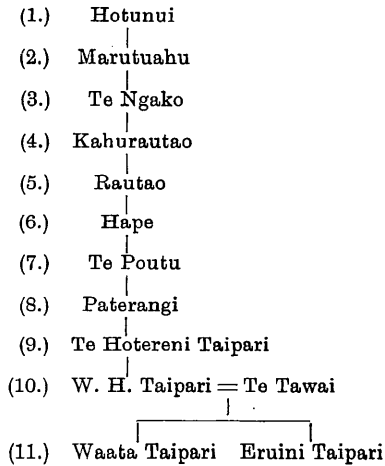 (1.) Hotunui
(2.) Marutuahu
(3.) Te Ngako
(4.) Kahurautao
(5.) Rautao
(6.) Hape
(7.) Te Poutu
(8.) Paterangi
(9.) Te Hotereni Taipari
(10.) W. H. Taipari = Te Tawai
(11.) Waata Taipari Eruini Taipari